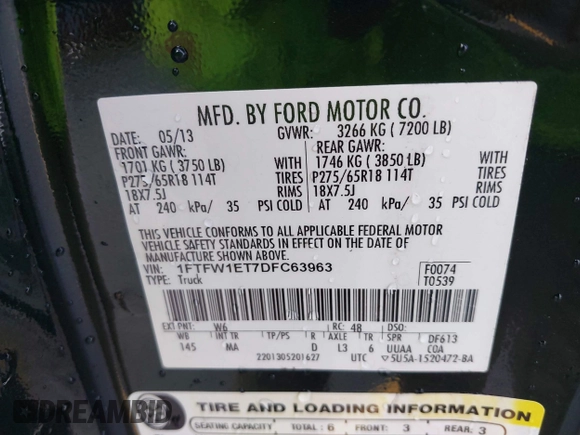 MFD. BY FORD MOTOR CO.
DATE: 05/13 GVWR: 3266 KG ( 7200 LB)
FRONT GAWR: REAR GAWR:
1701 KG ( 3750 LB) WITH 1746 KG ( 3850 LB) WITH
P275/65R18 114T TIRES P275/65R18 114T TIRES
18X7.5J RIMS 18X7.5J RIMS
AT 240 kPa/ 35 PSI COLD AT 240 kPa/ 35 PSI COLD
THIS VEHICLE CONFORMS TO ALL APPLICABLE FEDERAL MOTOR
VEHICLE SAFETY STANDARDS IN EFFECT ON THE DATE OF
MANUFACTURE SHOWN ABOVE.
VIN: 1FTFW1ET7DFC63963 F0074
TYPE: Truck T0539
EXT PNT: W6 RC: 48 DSO:
WB INT TR TP/PS R AXLE TR SPR DF613
145 MA D L3 6 UUAA COA
2201305201627 UTC 5U5A-1520472-BA
TIRE AND LOADING INFORMATION
SEATING CAPACITY TOTAL : 6 FRONT: 3 REAR: 3
DREAMBID